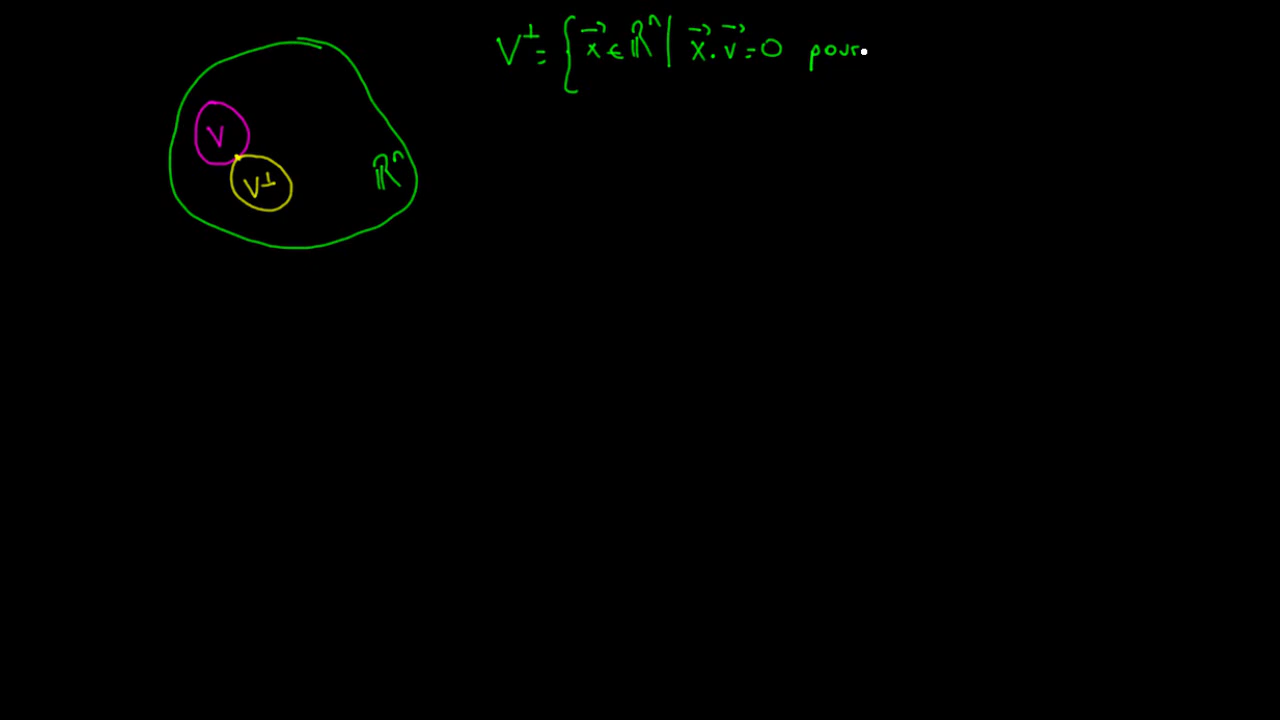 V⊥ = { x⃗ ∈ ℝⁿ | x⃗ . v⃗ = 0 pour
V
V⊥
ℝⁿ